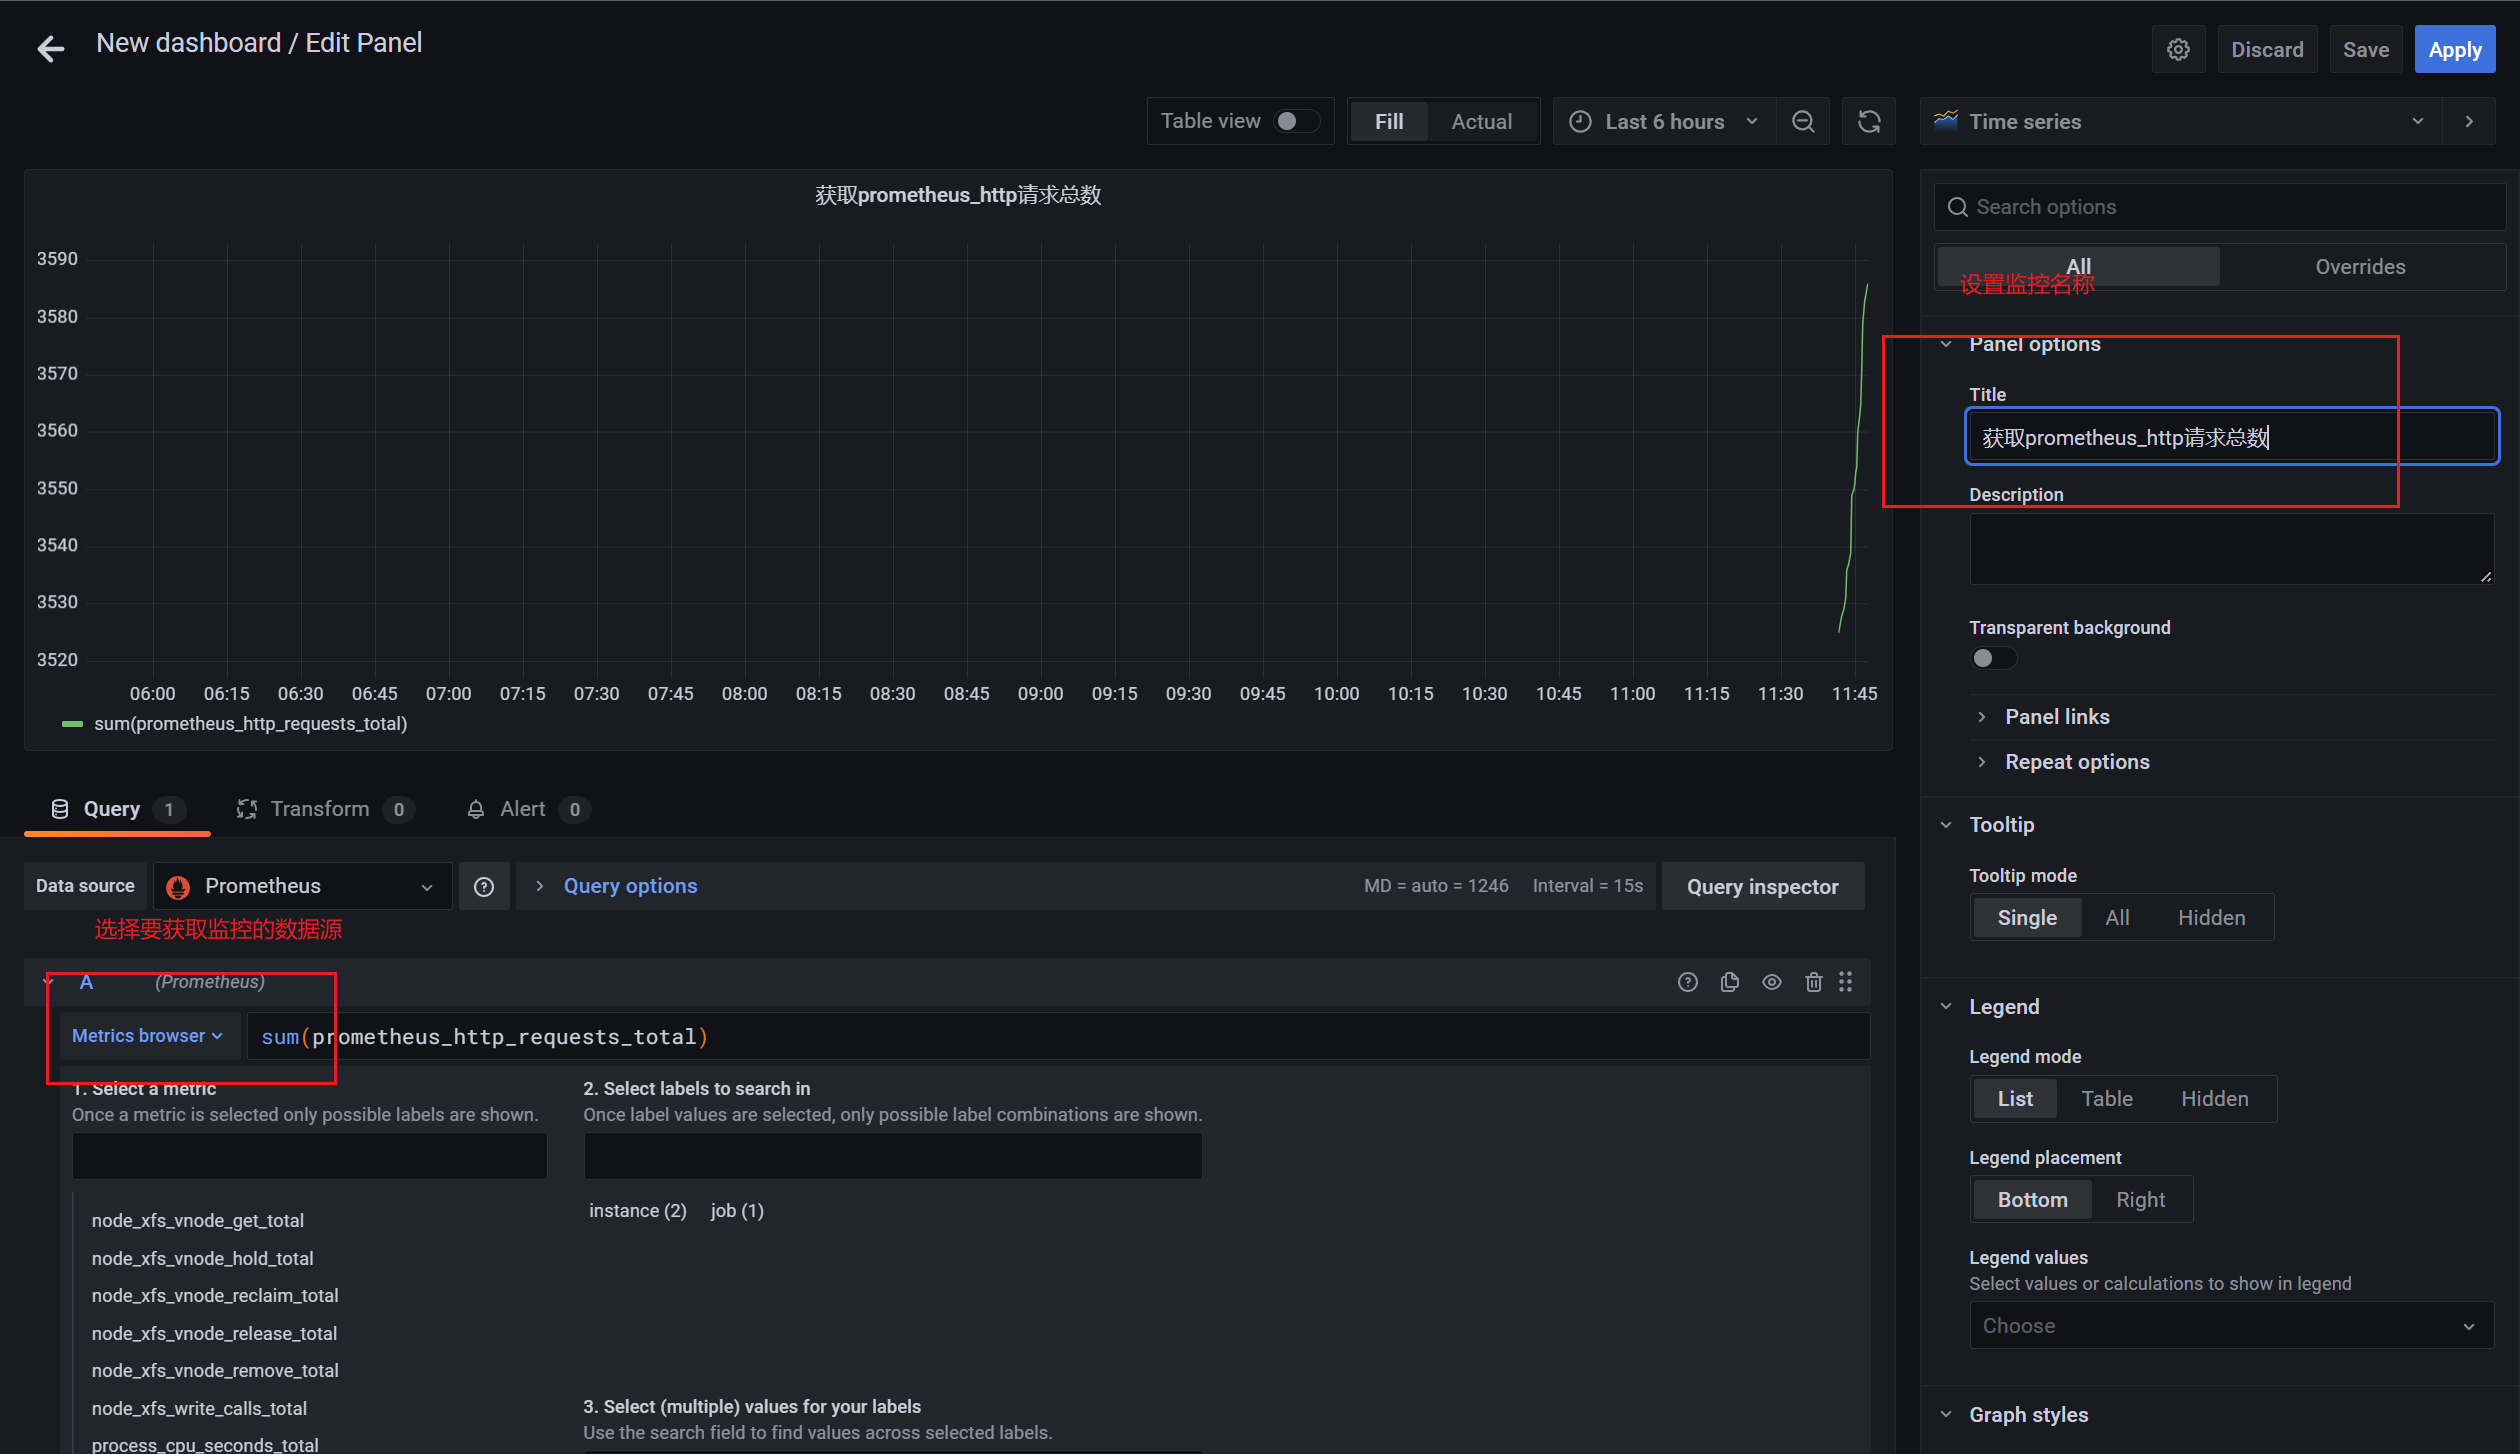 New dashboard / Edit Panel
Discard
Save
Apply
Table view
Fill
Actual
Last 6 hours
Time series
获取prometheus_http请求总数
3590
3580
3570
3560
3550
3540
3530
3520
06:00 06:15 06:30 06:45 07:00 07:15 07:30 07:45 08:00 08:15 08:30 08:45 09:00 09:15 09:30 09:45 10:00 10:15 10:30 10:45 11:00 11:15 11:30 11:45
sum(prometheus_http_requests_total)
Query 1
Transform 0
Alert 0
Data source
Prometheus
Query options
MD = auto = 1246
Interval = 15s
Query inspector
选择要获取监控的数据源
A
(Prometheus)
Metrics browser
sum(prometheus_http_requests_total)
1. Select a metric
Once a metric is selected only possible labels are shown.
node_xfs_vnode_get_total
node_xfs_vnode_hold_total
node_xfs_vnode_reclaim_total
node_xfs_vnode_release_total
node_xfs_vnode_remove_total
node_xfs_write_calls_total
process_cpu_seconds_total
2. Select labels to search in
Once label values are selected, only possible label combinations are shown.
instance (2)
job (1)
3. Select (multiple) values for your labels
Use the search field to find values across selected labels.
Search options
All
Overrides
设置监控名称
Panel options
Title
获取prometheus_http请求总数
Description
Transparent background
Panel links
Repeat options
Tooltip
Tooltip mode
Single
All
Hidden
Legend
Legend mode
List
Table
Hidden
Legend placement
Bottom
Right
Legend values
Select values or calculations to show in legend
Choose
Graph styles